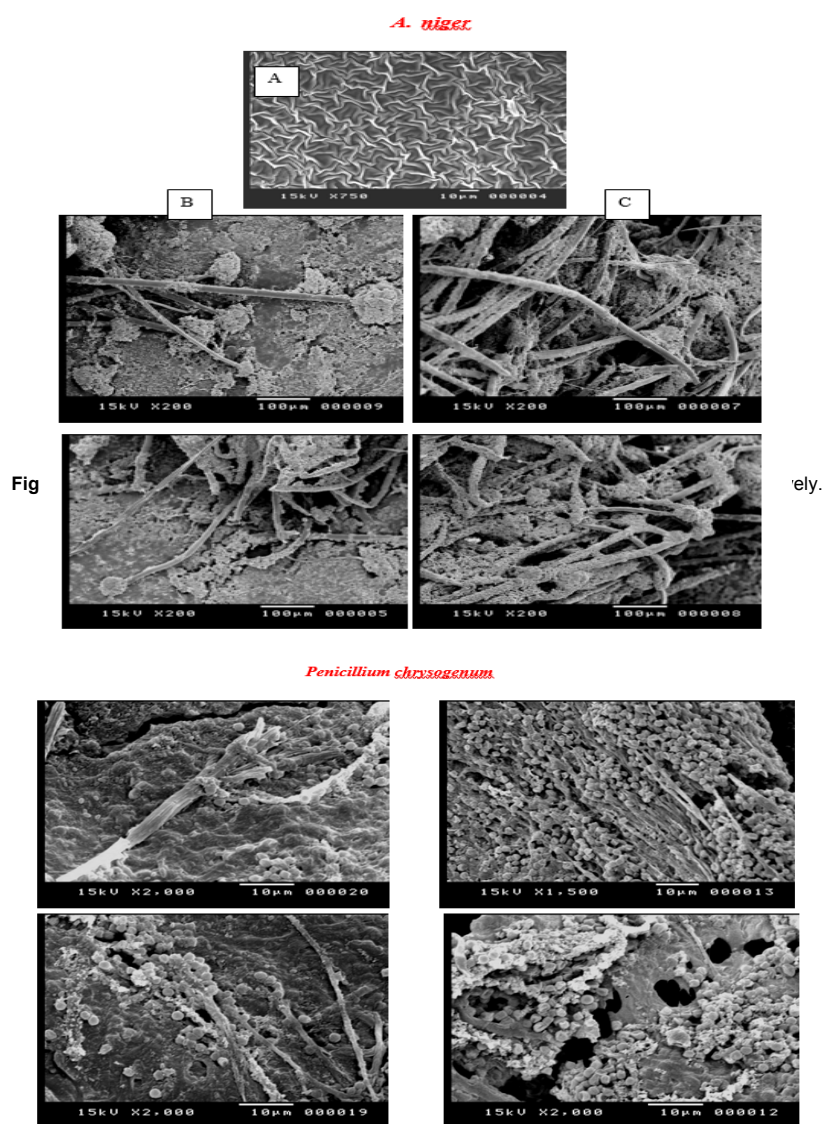 A. niger
A
15kV X750 10µm 000004
B
C
15kV X200 100µm 000009
15kV X200 100µm 000007
Fig
vely.
15kV X200 100µm 000005
15kV X200 100µm 000008
Penicillium chrysogenum
15kV X2,000 10µm 000020
15kV X1,500 10µm 000013
15kV X2,000 10µm 000019
15kV X2,000 10µm 000012